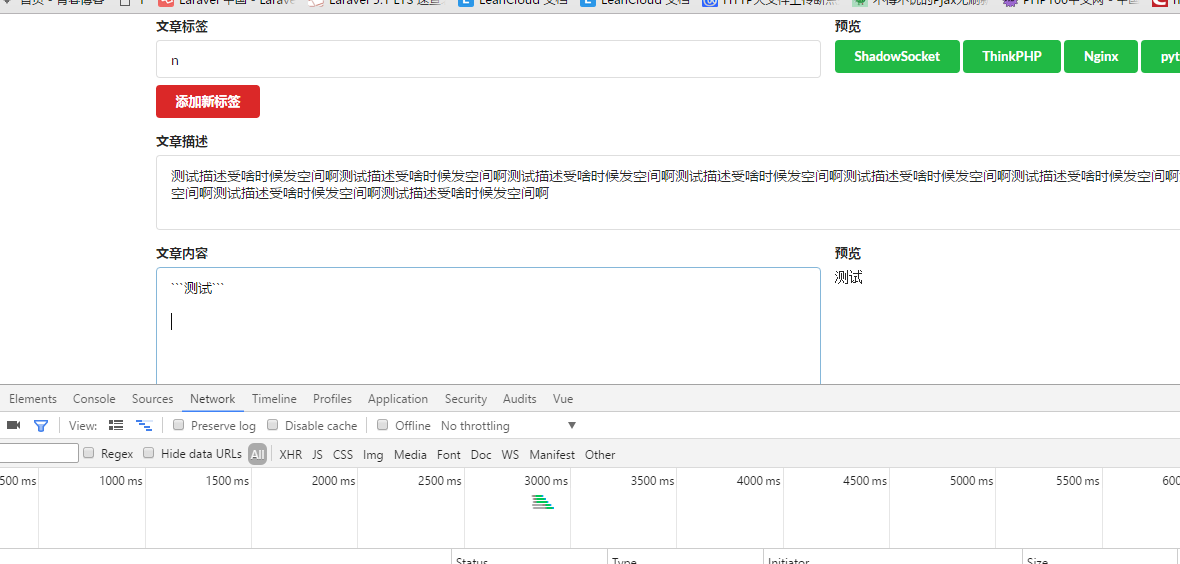 首页 - 青春博客
Laravel 中国 - Larave
Laravel 5.1 LTS 速查
LeanCloud 文档
LeanCloud 文档
HTTP大文件上传断点
不得不说的Pjax无刷新
PHP100中文网 - 中国
文章标签
预览
n
ShadowSocket
ThinkPHP
Nginx
pyt
添加新标签
文章描述
测试描述受啥时候发空间啊测试描述受啥时候发空间啊测试描述受啥时候发空间啊测试描述受啥时候发空间啊测试描述受啥时候发空间啊测试描述受啥时候发空间啊
空间啊测试描述受啥时候发空间啊测试描述受啥时候发空间啊
文章内容
预览
```测试```
测试
Elements Console Sources Network Timeline Profiles Application Security Audits Vue
View: Preserve log Disable cache Offline No throttling
Regex Hide data URLs All XHR JS CSS Img Media Font Doc WS Manifest Other
500 ms 1000 ms 1500 ms 2000 ms 2500 ms 3000 ms 3500 ms 4000 ms 4500 ms 5000 ms 5500 ms 600
Status Type Initiator Size